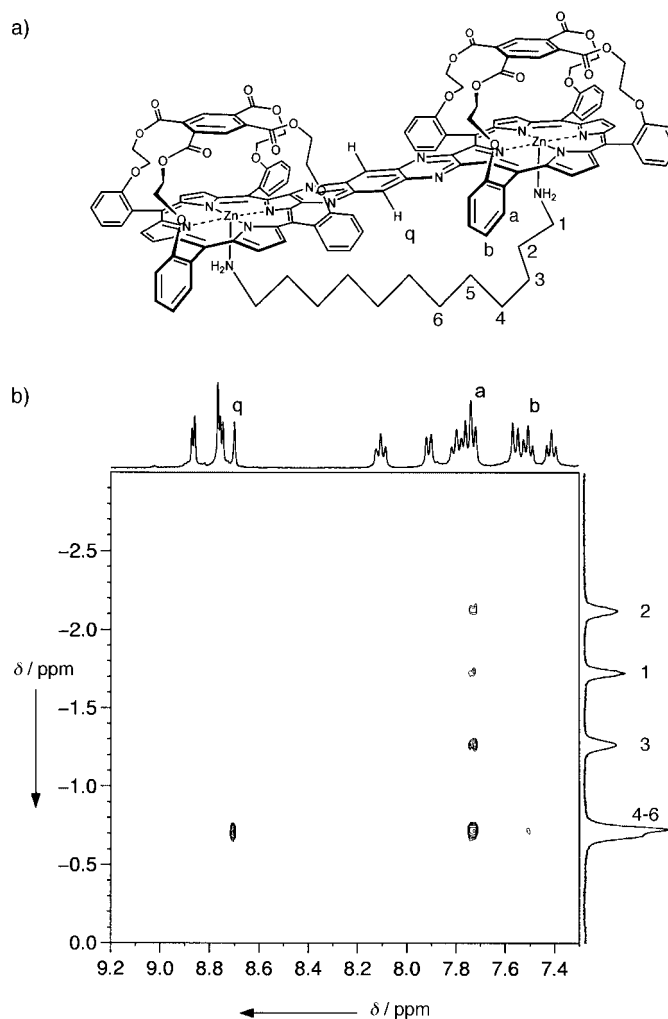 a)
O O O O
O O O O
O O O O
O O O O
N N N N Zn
H N N
H N N
q
N N N N Zn
NH₂
H₂N
a
b
1
2
3
4
5
6
b)
q a b
−2.5
−2.0
−1.5
−1.0
−0.5
0.0
δ / ppm
2
1
3
4-6
9.2 9.0 8.8 8.6 8.4 8.2 8.0 7.8 7.6 7.4
δ / ppm